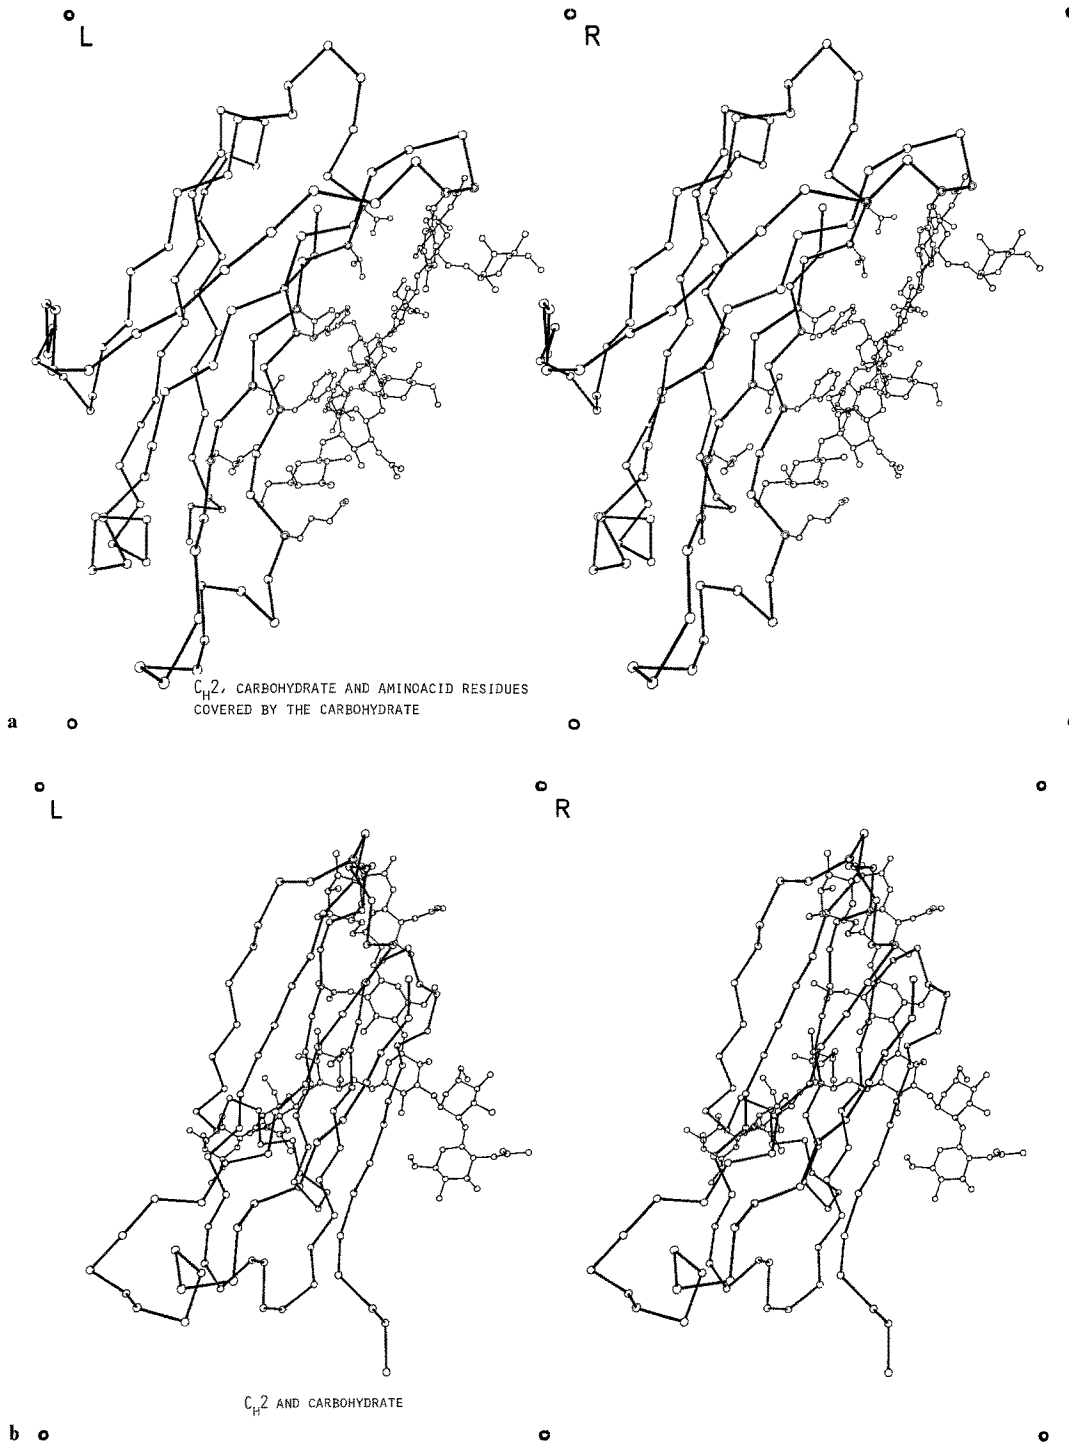 L
R
C_H2, CARBOHYDRATE AND AMINOACID RESIDUES
COVERED BY THE CARBOHYDRATE
a
L
R
C_H2 AND CARBOHYDRATE
b